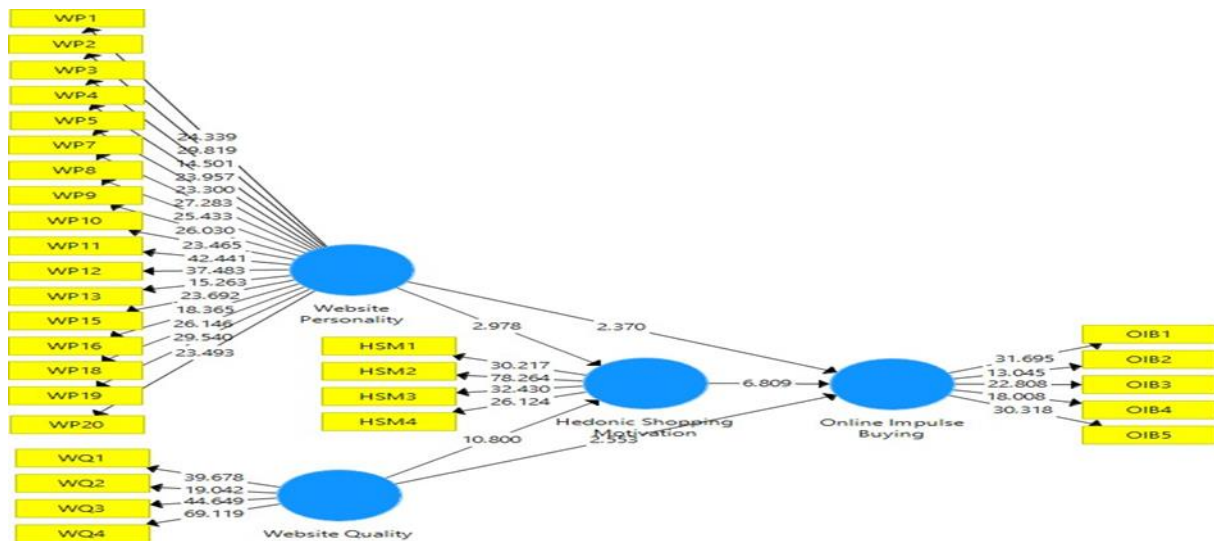 WP1
WP2
WP3
WP4
WP5
WP7
WP8
WP9
WP10
WP11
WP12
WP13
WP15
WP16
WP18
WP19
WP20
24.339
29.819
14.501
23.957
23.300
27.283
25.433
26.030
23.465
42.441
37.483
15.263
23.692
18.365
26.146
29.540
23.493
Website
Personality
2.978
2.370
HSM1
HSM2
HSM3
HSM4
30.217
78.264
32.430
26.124
Hedonic Shopping
Motivation
6.809
10.800
2.553
Online Impulse
Buying
31.695
13.045
22.808
18.008
30.318
OIB1
OIB2
OIB3
OIB4
OIB5
WQ1
WQ2
WQ3
WQ4
39.678
19.042
44.649
69.119
Website Quality